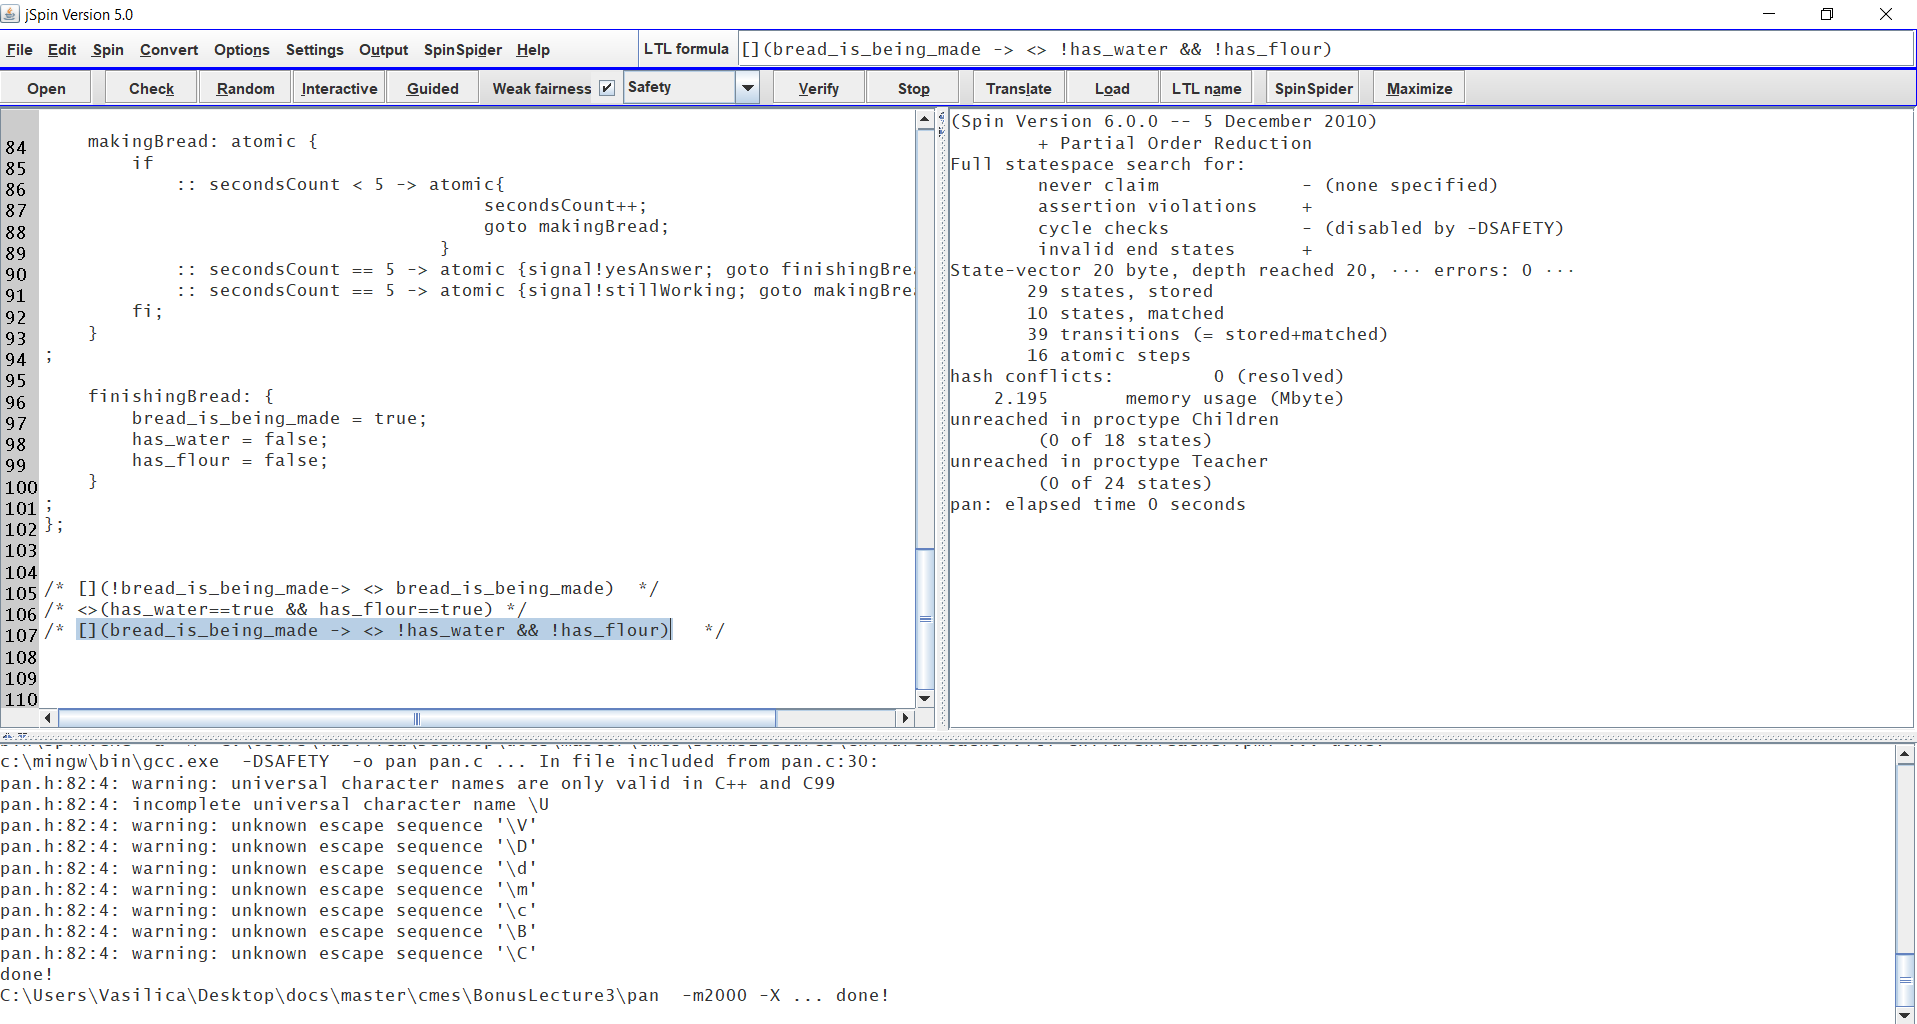 jSpin Version 5.0
File Edit Spin Convert Options Settings Output SpinSpider Help LTL formula [](bread_is_being_made -> <> !has_water && !has_flour)
Open Check Random Interactive Guided Weak fairness Safety Verify Stop Translate Load LTL name SpinSpider Maximize
84 makingBread: atomic {
85 if
86 :: secondsCount < 5 -> atomic{
87 secondsCount++;
88 goto makingBread;
89 }
90 :: secondsCount == 5 -> atomic {signal!yesAnswer; goto finishingBre
91 :: secondsCount == 5 -> atomic {signal!stillWorking; goto makingBre
92 fi;
93 }
94 ;
95
96 finishingBread: {
97 bread_is_being_made = true;
98 has_water = false;
99 has_flour = false;
100 }
101 ;
102 };
103
104
105 /* [](!bread_is_being_made-> <> bread_is_being_made) */
106 /* <>(has_water==true && has_flour==true) */
107 /* [](bread_is_being_made -> <> !has_water && !has_flour) */
108
109
110
(Spin Version 6.0.0 -- 5 December 2010)
+ Partial Order Reduction
Full statespace search for:
never claim - (none specified)
assertion violations +
cycle checks - (disabled by -DSAFETY)
invalid end states +
State-vector 20 byte, depth reached 20, ··· errors: 0 ···
29 states, stored
10 states, matched
39 transitions (= stored+matched)
16 atomic steps
hash conflicts: 0 (resolved)
2.195 memory usage (Mbyte)
unreached in proctype Children
(0 of 18 states)
unreached in proctype Teacher
(0 of 24 states)
pan: elapsed time 0 seconds
c:\mingw\bin\gcc.exe -DSAFETY -o pan pan.c ... In file included from pan.c:30:
pan.h:82:4: warning: universal character names are only valid in C++ and C99
pan.h:82:4: incomplete universal character name \U
pan.h:82:4: warning: unknown escape sequence '\V'
pan.h:82:4: warning: unknown escape sequence '\D'
pan.h:82:4: warning: unknown escape sequence '\d'
pan.h:82:4: warning: unknown escape sequence '\m'
pan.h:82:4: warning: unknown escape sequence '\c'
pan.h:82:4: warning: unknown escape sequence '\B'
pan.h:82:4: warning: unknown escape sequence '\C'
done!
C:\Users\Vasilica\Desktop\docs\master\cmes\BonusLecture3\pan -m2000 -X ... done!